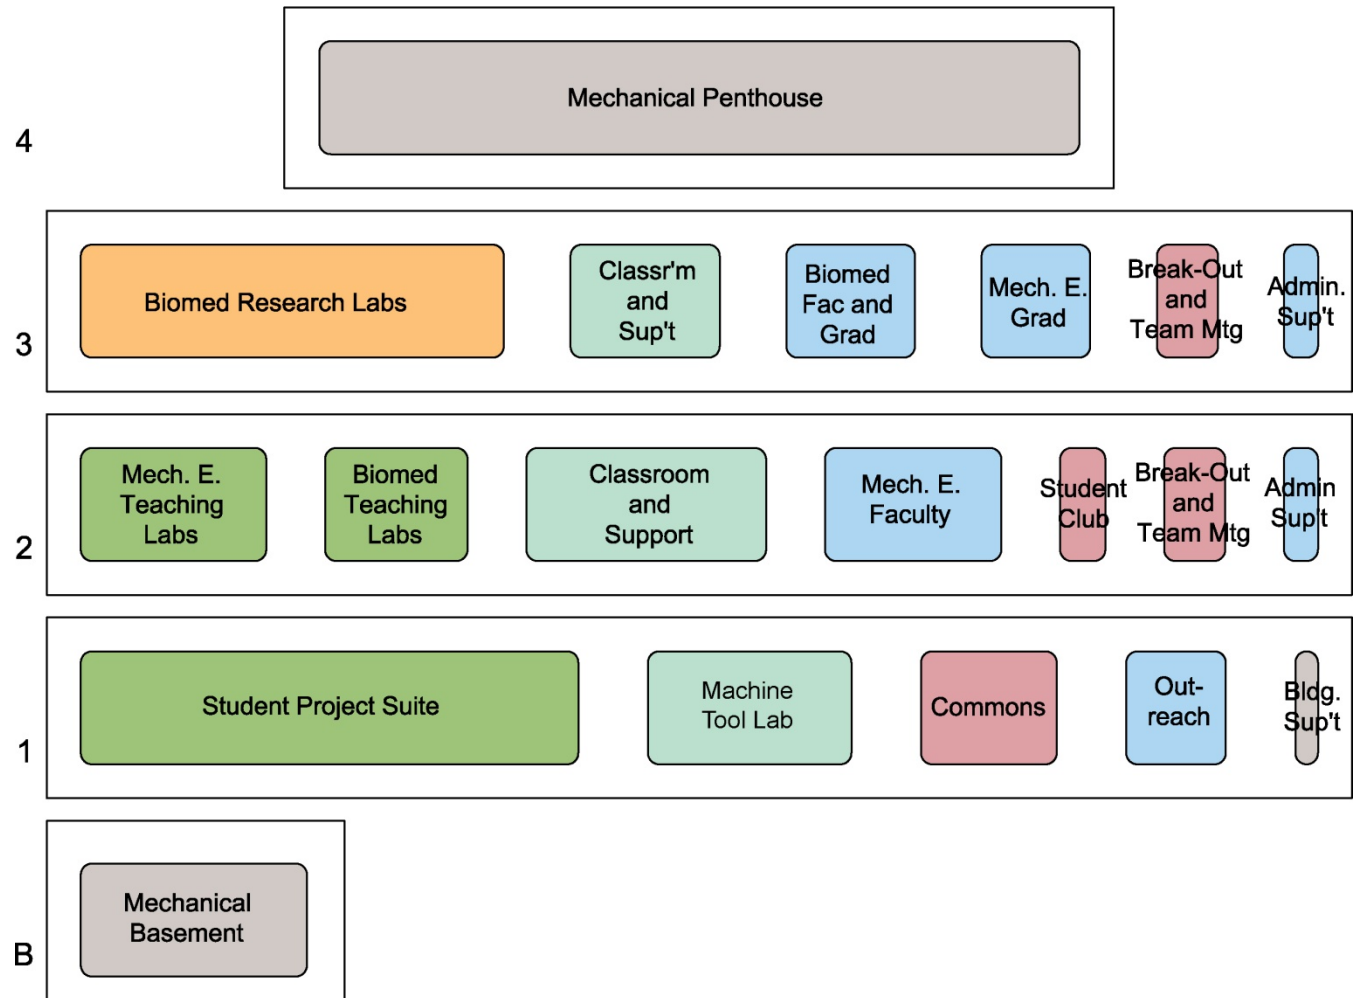 Mechanical Penthouse
4
Biomed Research Labs
Classr'm
and
Sup't
Biomed
Fac and
Grad
Mech. E.
Grad
Break-Out
and
Team Mtg
Admin.
Sup't
3
Mech. E.
Teaching
Labs
Biomed
Teaching
Labs
Classroom
and
Support
Mech. E.
Faculty
Student
Club
Break-Out
and
Team Mtg
Admin
Sup't
2
Student Project Suite
Machine
Tool Lab
Commons
Out-
reach
Bldg.
Sup't
1
Mechanical
Basement
B